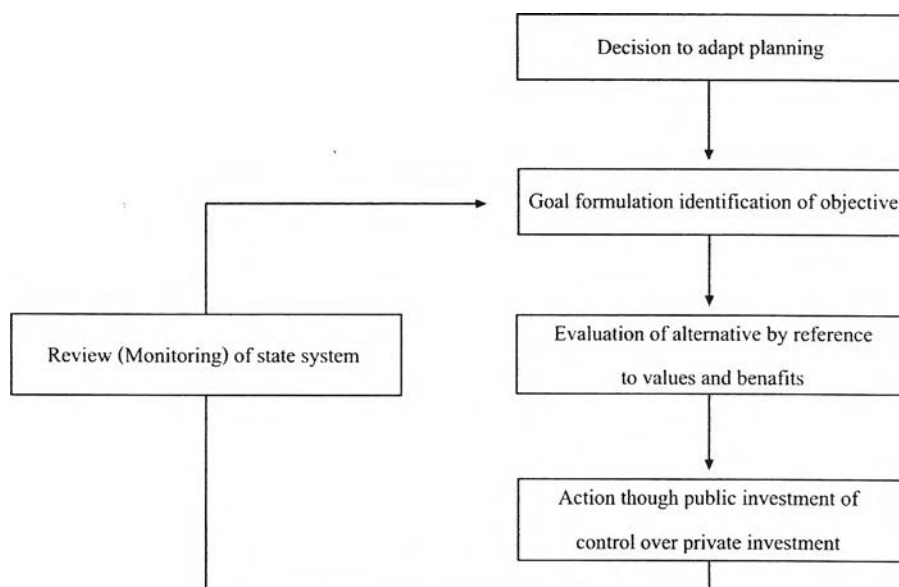 Decision to adapt planning
Goal formulation identification of objective
Evaluation of alternative by reference
to values and benafits
Review (Monitoring) of state system
Action though public investment of
control over private investment